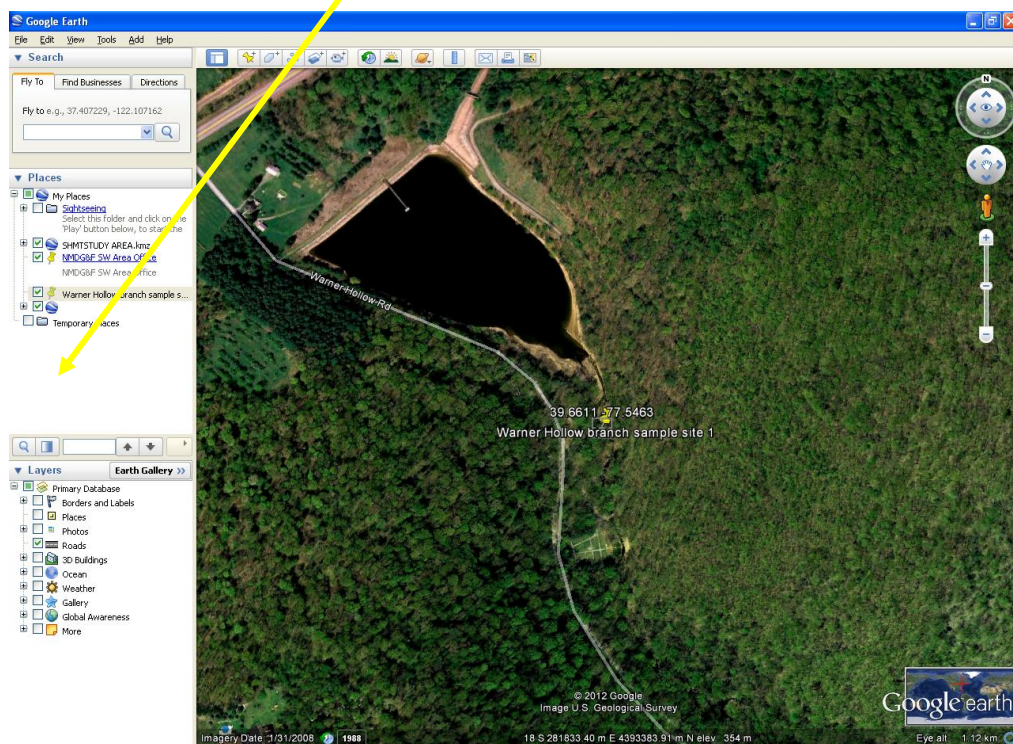 Google Earth
File Edit View Tools Add Help
Search
Fly To Find Businesses Directions
Fly to e.g., 37.407229, -122.107162
Places
My Places
Sightseeing
Select this folder and click on the
'Play' button below, to start the
SHMTSTUDY AREA.kmz
NMDG&F SW Area Office
NMDG&F SW Area Office
Warner Hollow branch sample s...
Temporary Places
Layers Earth Gallery >>
Primary Database
Borders and Labels
Places
Photos
Roads
3D Buildings
Ocean
Weather
Gallery
Global Awareness
More
N
Warner Hollow Rd
39.6611 -77.5463
Warner Hollow branch sample site 1
© 2012 Google
Image U.S. Geological Survey
Google earth
Imagery Date: 1/31/2008 1988 18 S 281833.40 m E 4393383.91 m N elev 354 m Eye alt 1.12 km